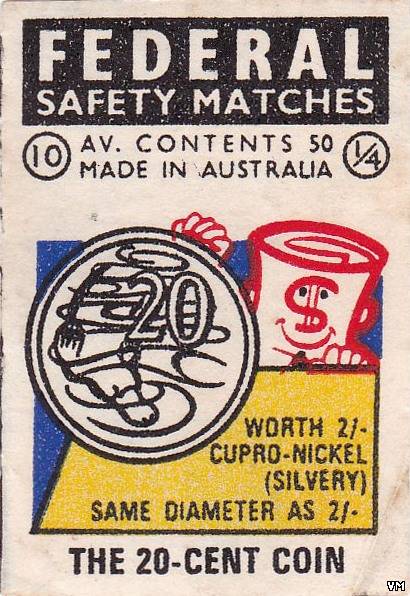 FEDERAL
SAFETY MATCHES
10 AV. CONTENTS 50 1/4
MADE IN AUSTRALIA
20
$
WORTH 2/-
CUPRO-NICKEL
(SILVERY)
SAME DIAMETER AS 2/-
THE 20-CENT COIN
VM